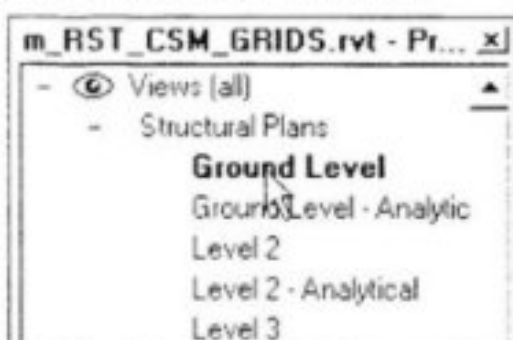 m_RST_CSM_GRIDS.rvt - Pr... x
- Views (all)
- Structural Plans
Ground Level
Ground Level - Analytic
Level 2
Level 2 - Analytical
Level 3